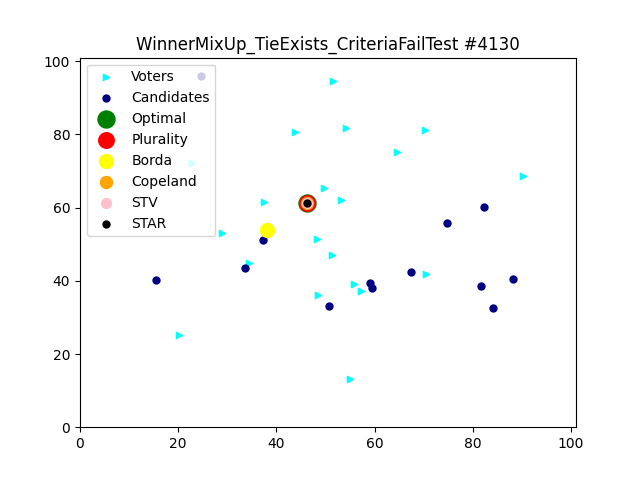 WinnerMixUp_TieExists_CriteriaFailTest #4130
100
80
60
40
20
0
Voters
Candidates
Optimal
Plurality
Borda
Copeland
STV
STAR
0 20 40 60 80 100